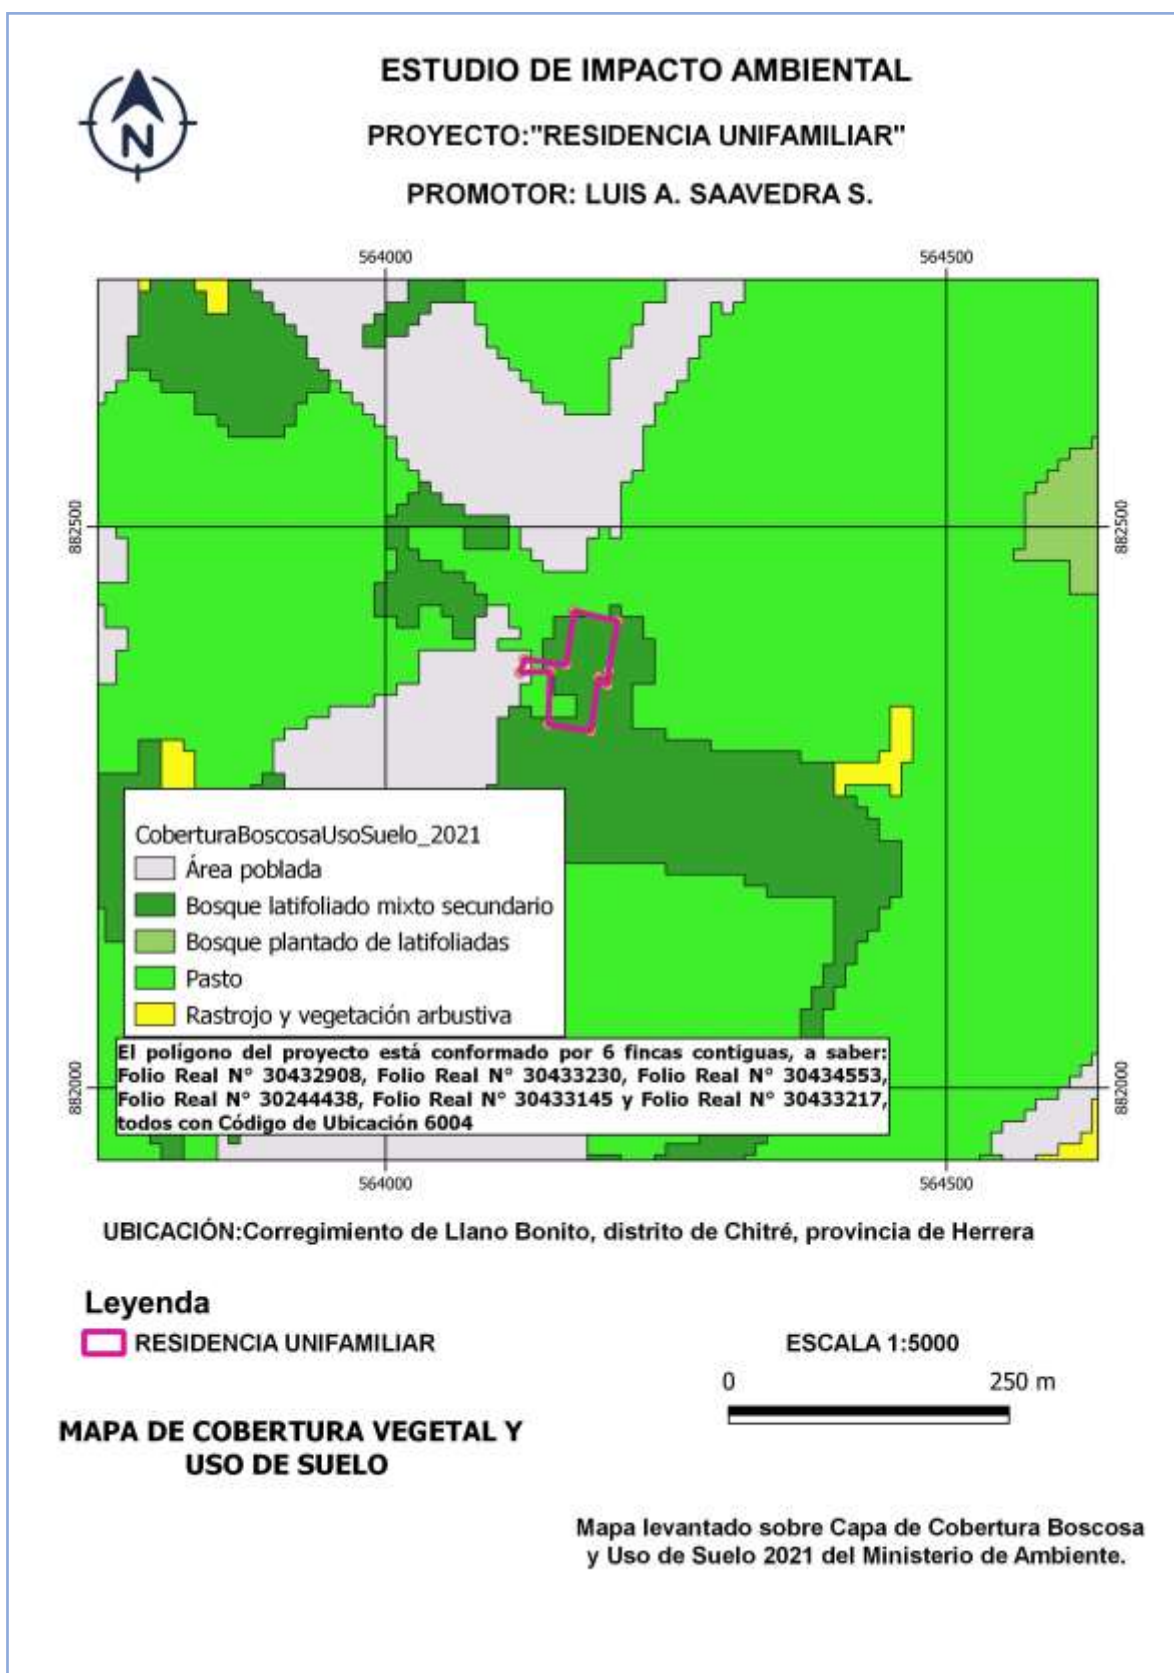 N
ESTUDIO DE IMPACTO AMBIENTAL
PROYECTO:"RESIDENCIA UNIFAMILIAR"
PROMOTOR: LUIS A. SAAVEDRA S.
564000
564500
882500
882500
CoberturaBoscosaUsoSuelo_2021
Área poblada
Bosque latifoliado mixto secundario
Bosque plantado de latifoliadas
Pasto
Rastrojo y vegetación arbustiva
El polígono del proyecto está conformado por 6 fincas contiguas, a saber:
Folio Real N° 30432908, Folio Real N° 30433230, Folio Real N° 30434553,
Folio Real N° 30244438, Folio Real N° 30433145 y Folio Real N° 30433217,
todos con Código de Ubicación 6004
882000
882000
564000
564500
UBICACIÓN:Corregimiento de Llano Bonito, distrito de Chitré, provincia de Herrera
Leyenda
RESIDENCIA UNIFAMILIAR
ESCALA 1:5000
0
250 m
MAPA DE COBERTURA VEGETAL Y
USO DE SUELO
Mapa levantado sobre Capa de Cobertura Boscosa
y Uso de Suelo 2021 del Ministerio de Ambiente.